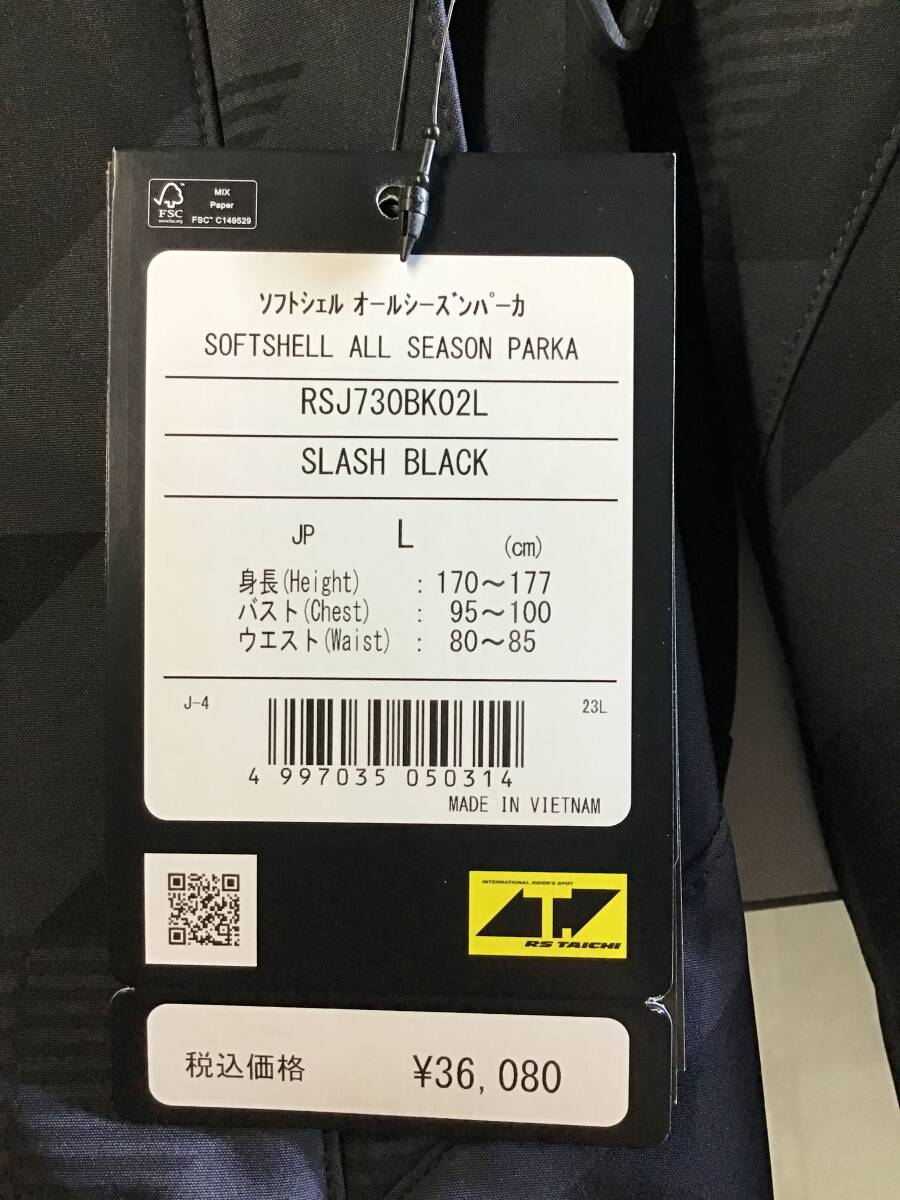 MIX
Paper
FSC™ C149529
FSC
www.fsc.org
ソフトシェル オールシーズンパーカ
SOFTSHELL ALL SEASON PARKA
RSJ730BK02L
SLASH BLACK
JP L (cm)
身長(Height) : 170～177
バスト(Chest) : 95～100
ウエスト(Waist) : 80～85
J-4 23L
4 997035 050314
MADE IN VIETNAM
INTERNATIONAL RIDER'S SPOT
RS TAICHI
税込価格 ¥36,080